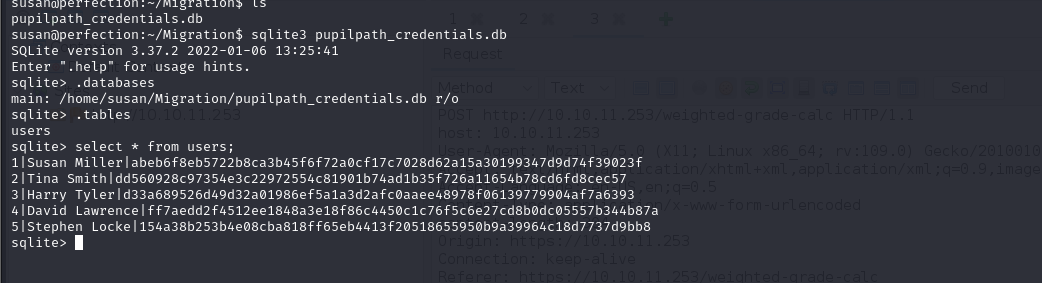 susan@perfection:~/Migration$ ls
pupilpath_credentials.db
susan@perfection:~/Migration$ sqlite3 pupilpath_credentials.db
SQLite version 3.37.2 2022-01-06 13:25:41
Enter ".help" for usage hints.
sqlite> .databases
main: /home/susan/Migration/pupilpath_credentials.db r/o
sqlite> .tables
users
sqlite> select * from users;
1|Susan Miller|abeb6f8eb5722b8ca3b45f6f72a0cf17c7028d62a15a30199347d9d74f39023f
2|Tina Smith|dd560928c97354e3c22972554c81901b74ad1b35f726a11654b78cd6fd8cec57
3|Harry Tyler|d33a689526d49d32a01986ef5a1a3d2afc0aaee48978f06139779904af7a6393
4|David Lawrence|ff7aedd2f4512ee1848a3e18f86c4450c1c76f5c6e27cd8b0dc05557b344b87a
5|Stephen Locke|154a38b253b4e08cba818ff65eb4413f20518655950b9a39964c18d7737d9bb8
sqlite>
1 2 3 +
Request
Method Text Send
POST http://10.10.11.253/weighted-grade-calc HTTP/1.1
host: 10.10.11.253
User-Agent: Mozilla/5.0 (X11; Linux x86_64; rv:109.0) Gecko/2010010
application/xhtml+xml,application/xml;q=0.9,image
en;q=0.5
x-www-form-urlencoded
Origin: https://10.10.11.253
Connection: keep-alive
Referer: https://10.10.11.253/weighted-grade-calc